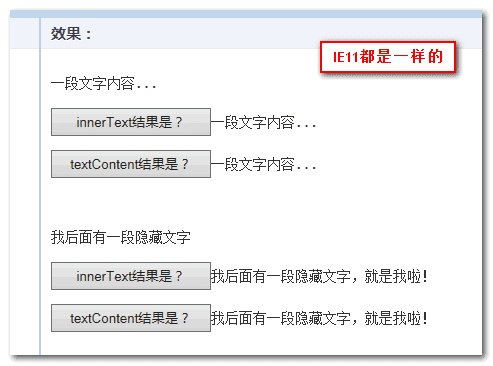 效果：
IE11都是一样的
一段文字内容...
innerText结果是？一段文字内容...
textContent结果是？一段文字内容...
我后面有一段隐藏文字
innerText结果是？我后面有一段隐藏文字，就是我啦!
textContent结果是？我后面有一段隐藏文字，就是我啦!